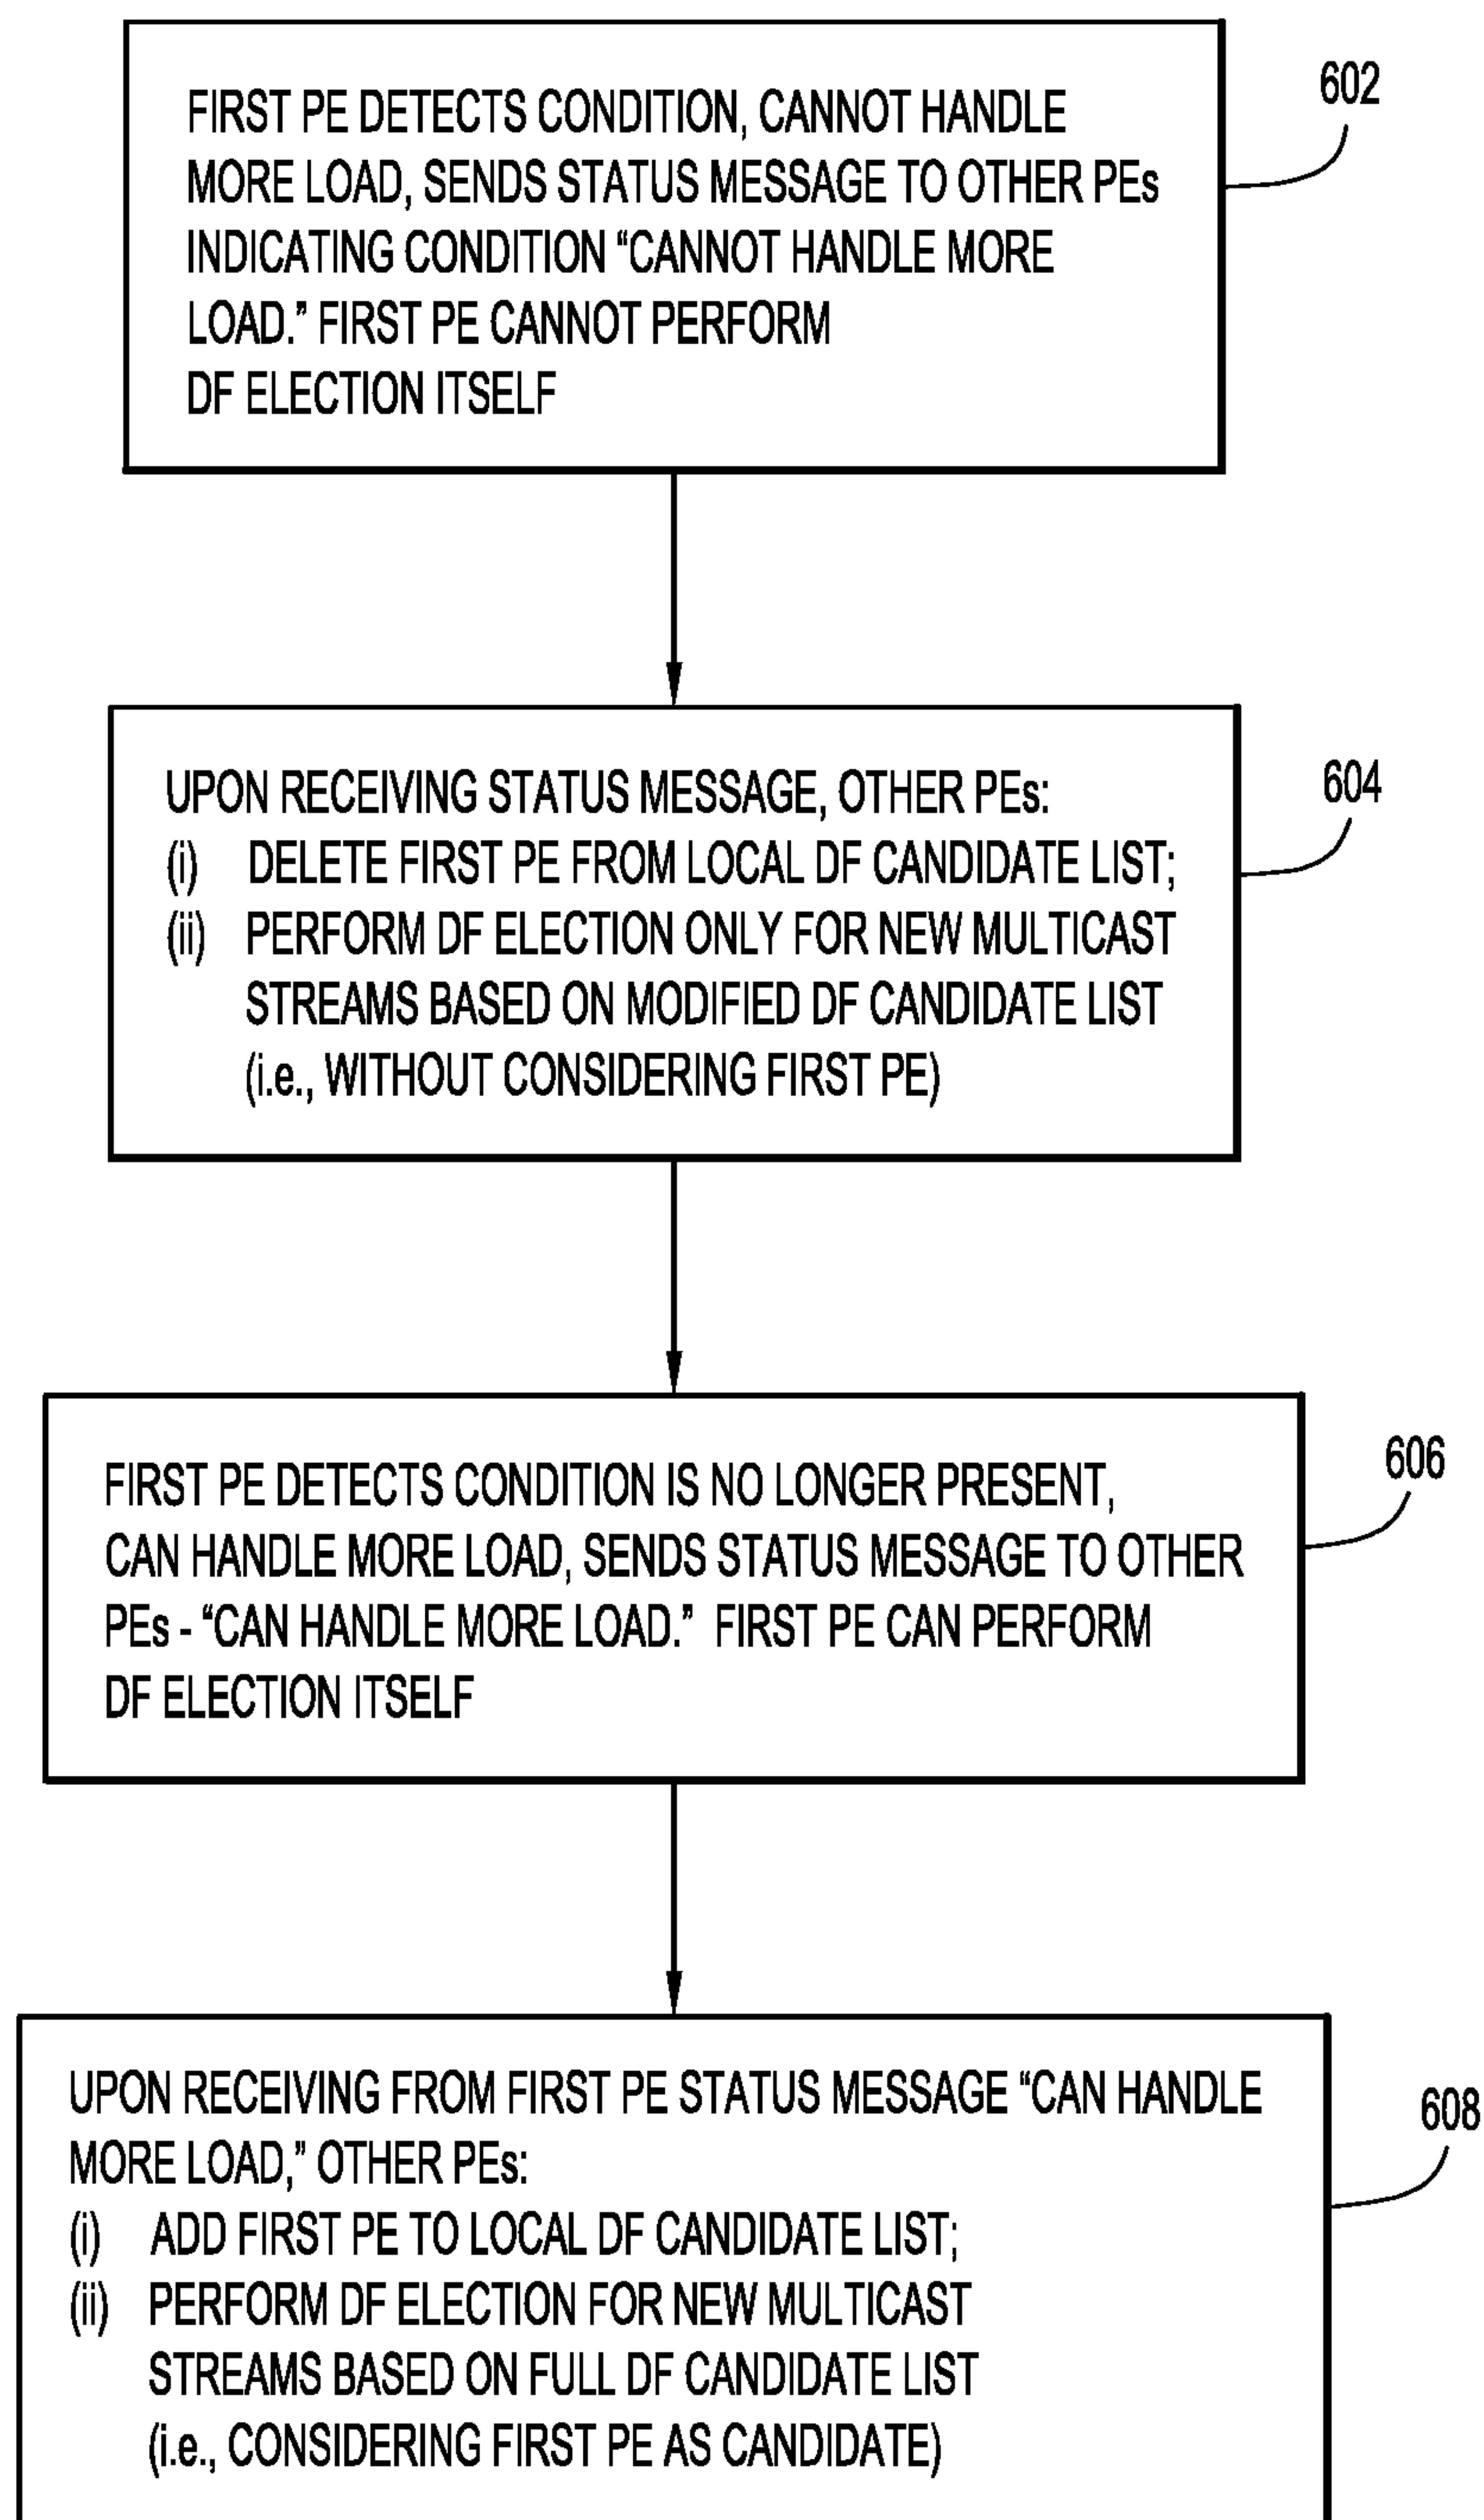 FIRST PE DETECTS CONDITION, CANNOT HANDLE
MORE LOAD, SENDS STATUS MESSAGE TO OTHER PEs
INDICATING CONDITION “CANNOT HANDLE MORE
LOAD.” FIRST PE CANNOT PERFORM
DF ELECTION ITSELF
602
UPON RECEIVING STATUS MESSAGE, OTHER PEs:
(i) DELETE FIRST PE FROM LOCAL DF CANDIDATE LIST;
(ii) PERFORM DF ELECTION ONLY FOR NEW MULTICAST
STREAMS BASED ON MODIFIED DF CANDIDATE LIST
(i.e., WITHOUT CONSIDERING FIRST PE)
604
FIRST PE DETECTS CONDITION IS NO LONGER PRESENT,
CAN HANDLE MORE LOAD, SENDS STATUS MESSAGE TO OTHER
PEs - “CAN HANDLE MORE LOAD.” FIRST PE CAN PERFORM
DF ELECTION ITSELF
606
UPON RECEIVING FROM FIRST PE STATUS MESSAGE “CAN HANDLE
MORE LOAD,” OTHER PEs:
(i) ADD FIRST PE TO LOCAL DF CANDIDATE LIST;
(ii) PERFORM DF ELECTION FOR NEW MULTICAST
STREAMS BASED ON FULL DF CANDIDATE LIST
(i.e., CONSIDERING FIRST PE AS CANDIDATE)
608